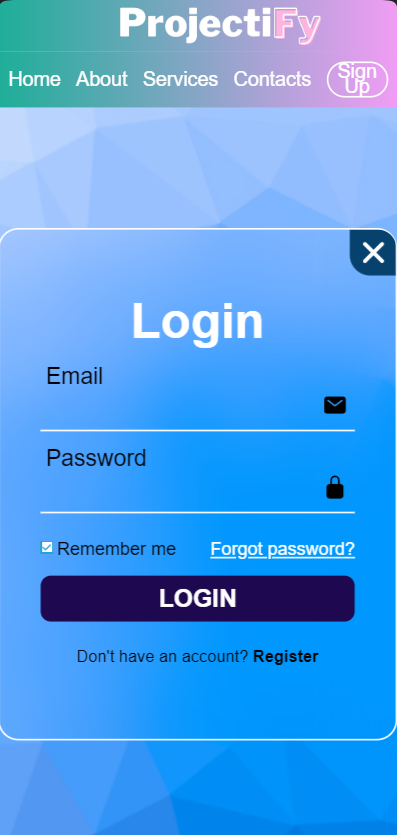 ProjectiFy
Home About Services Contacts Sign Up
Login
Email
Password
Remember me Forgot password?
LOGIN
Don't have an account? Register